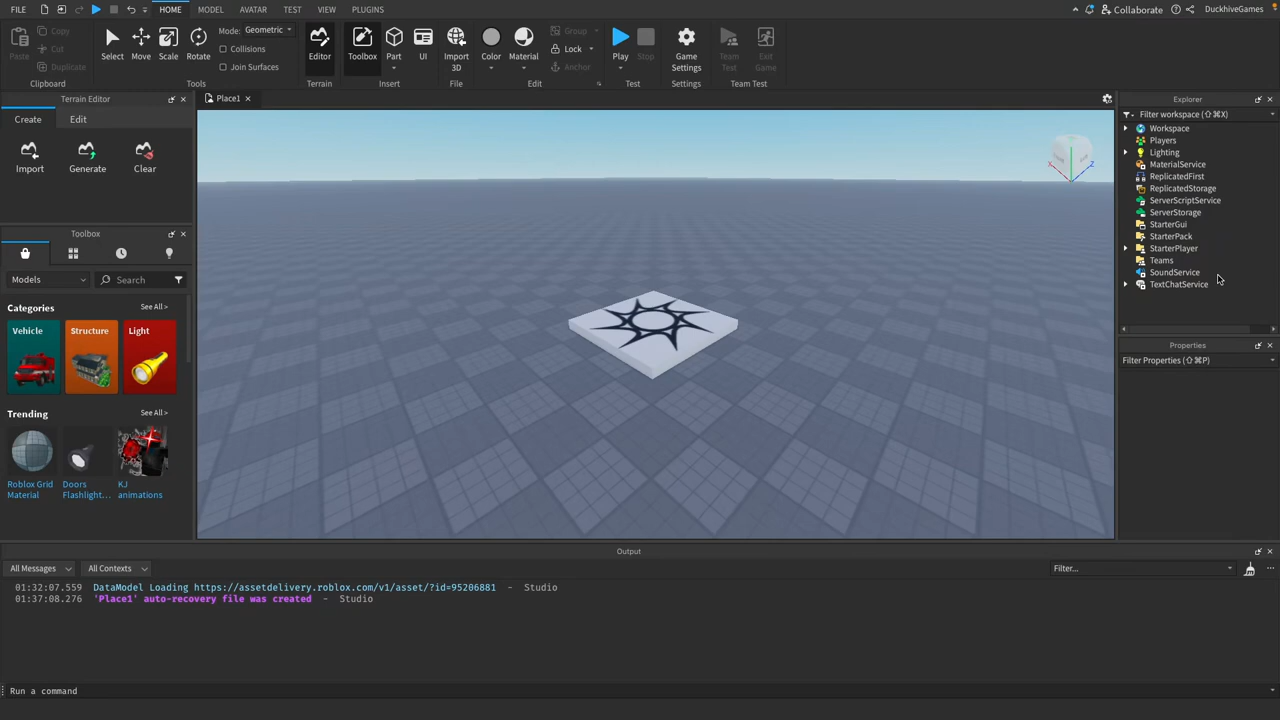 FILE HOME MODEL AVATAR TEST VIEW PLUGINS Collaborate DuckhiveGames
Paste Copy Cut Duplicate Clipboard
Select Move Scale Rotate Mode: Geometric Collisions Join Surfaces Tools
Editor Terrain
Toolbox Part UI Insert
Import 3D File
Color Material Group Lock Anchor Edit
Play Stop Test
Game Settings Settings
Team Test Exit Game Team Test
Terrain Editor
Create Edit
Import Generate Clear
Toolbox
Models Search
Categories See All >
Vehicle Structure Light
Trending See All >
Roblox Grid Material
Doors Flashlight...
KJ animations
Place1
X Z
Explorer
Filter workspace (⇧⌘X)
Workspace
Players
Lighting
MaterialService
ReplicatedFirst
ReplicatedStorage
ServerScriptService
ServerStorage
StarterGui
StarterPack
StarterPlayer
Teams
SoundService
TextChatService
Properties
Filter Properties (⇧⌘P)
Output
All Messages All Contexts Filter...
01:32:07.559 DataModel Loading https://assetdelivery.roblox.com/v1/asset/?id=95206881 - Studio
01:37:08.276 'Place1' auto-recovery file was created - Studio
Run a command